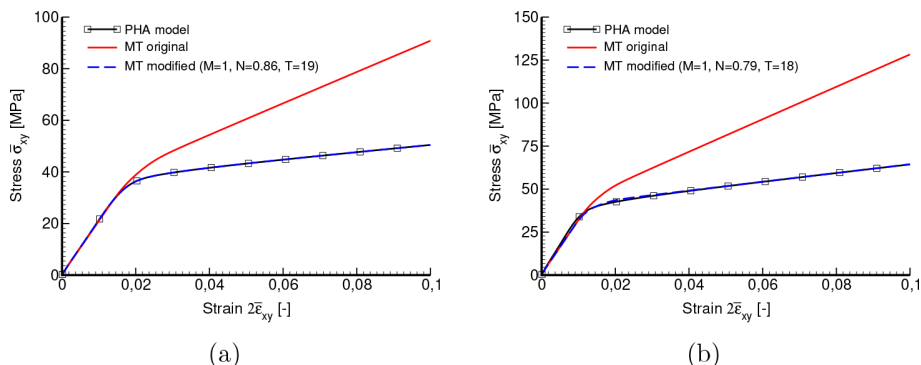 100
80
60
40
20
0
Stress σ̅xy [MPa]
PHA model
MT original
MT modified (M=1, N=0.86, T=19)
0 0,02 0,04 0,06 0,08 0,1
Strain 2ε̅xy [-]
(a)
150
125
100
75
50
25
0
Stress σ̅xy [MPa]
PHA model
MT original
MT modified (M=1, N=0.79, T=18)
0 0,02 0,04 0,06 0,08 0,1
Strain 2ε̅xy [-]
(b)